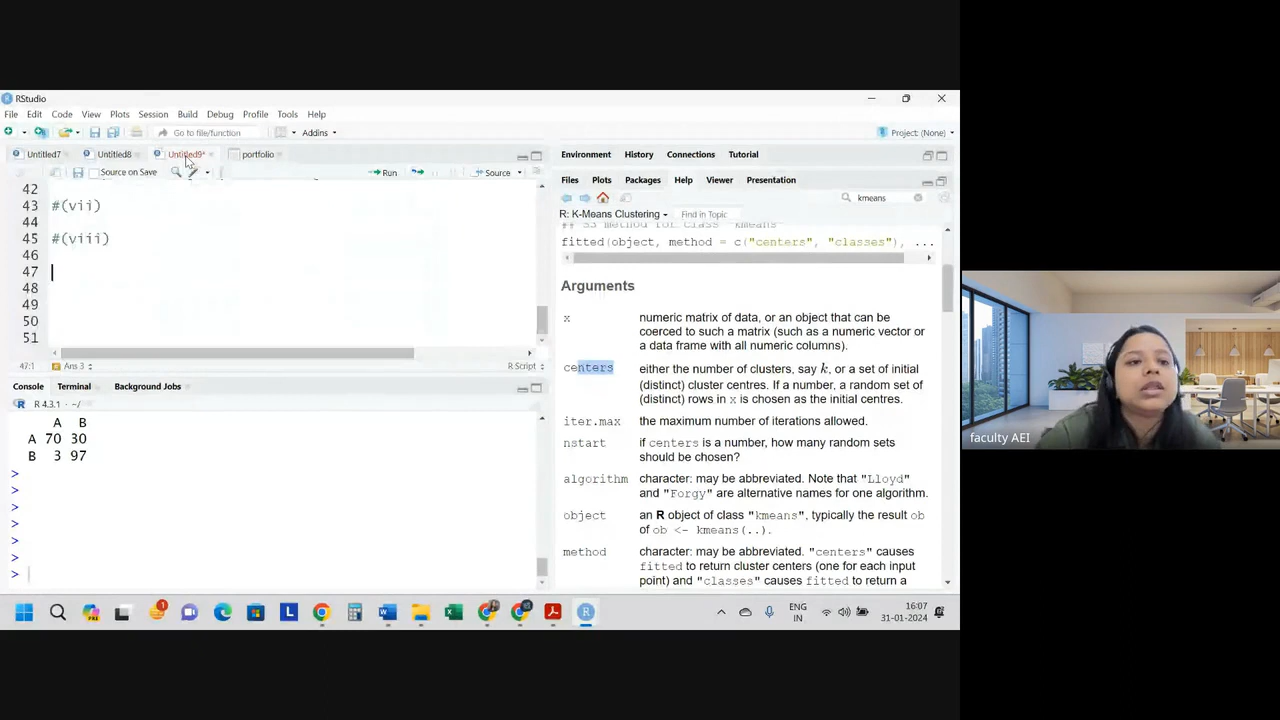 RStudio
File Edit Code View Plots Session Build Debug Profile Tools Help
Go to file/function
Addins
Project: (None)
Untitled7
Untitled8
Untitled9*
portfolio
Source on Save
Run
Source
42
43 #(vii)
44
45 #(viii)
46
47
48
49
50
51
47:1
Ans 3
R Script
Console Terminal Background Jobs
R 4.3.1 · ~/
A B
A 70 30
B 3 97
>
>
>
>
>
>
>
Environment History Connections Tutorial
Files Plots Packages Help Viewer Presentation
kmeans
R: K-Means Clustering
Find in Topic
## S3 method for class 'kmeans'
fitted(object, method = c("centers", "classes"), ...
Arguments
x numeric matrix of data, or an object that can be
coerced to such a matrix (such as a numeric vector or
a data frame with all numeric columns).
centers either the number of clusters, say k, or a set of initial
(distinct) cluster centres. If a number, a random set of
(distinct) rows in x is chosen as the initial centres.
iter.max the maximum number of iterations allowed.
nstart if centers is a number, how many random sets
should be chosen?
algorithm character: may be abbreviated. Note that "Lloyd"
and "Forgy" are alternative names for one algorithm.
object an R object of class "kmeans", typically the result ob
of ob <- kmeans(..).
method character: may be abbreviated. "centers" causes
fitted to return cluster centers (one for each input
point) and "classes" causes fitted to return a
faculty AEI
ENG
IN
16:07
31-01-2024